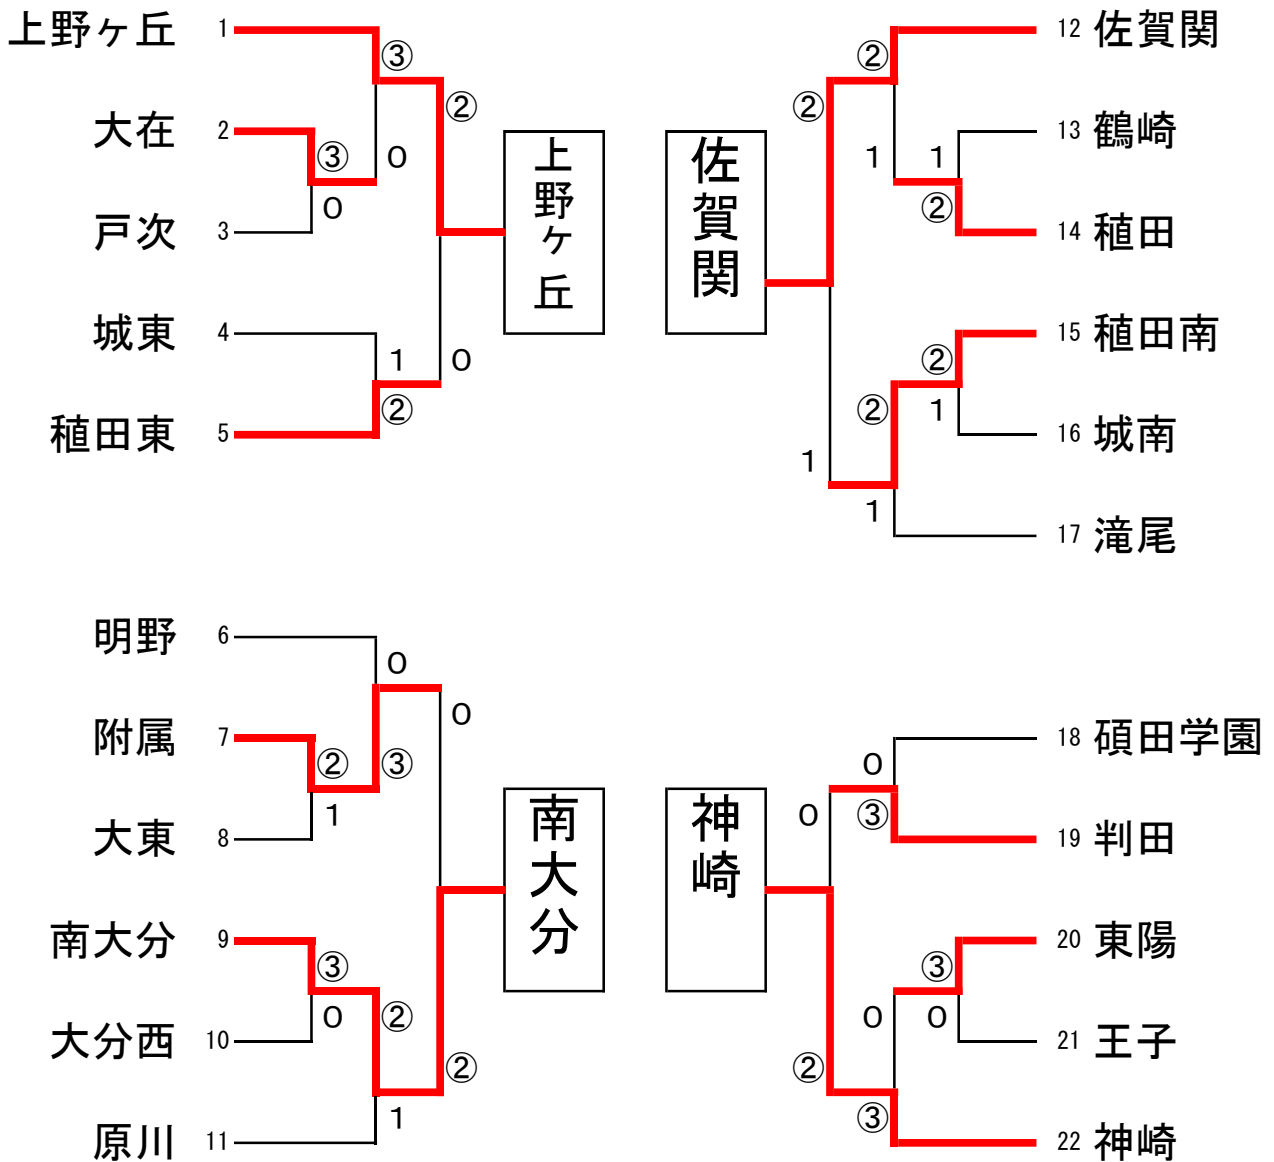 上野ヶ丘 1
③
②
大在 2
③
0
0
戸次 3
城東 4
1
0
②
稙田東 5
上野ヶ丘
佐賀関
12 佐賀関
②
②
13 鶴崎
1
1
②
14 稙田
15 稙田南
②
②
1
16 城南
1
1
17 滝尾
明野 6
0
0
附属 7
②
③
1
大東 8
南大分 9
③
0
②
大分西 10
②
1
原川 11
南大分
神崎
18 碩田学園
0
0
③
19 判田
20 東陽
③
0
0
21 王子
②
③
22 神崎